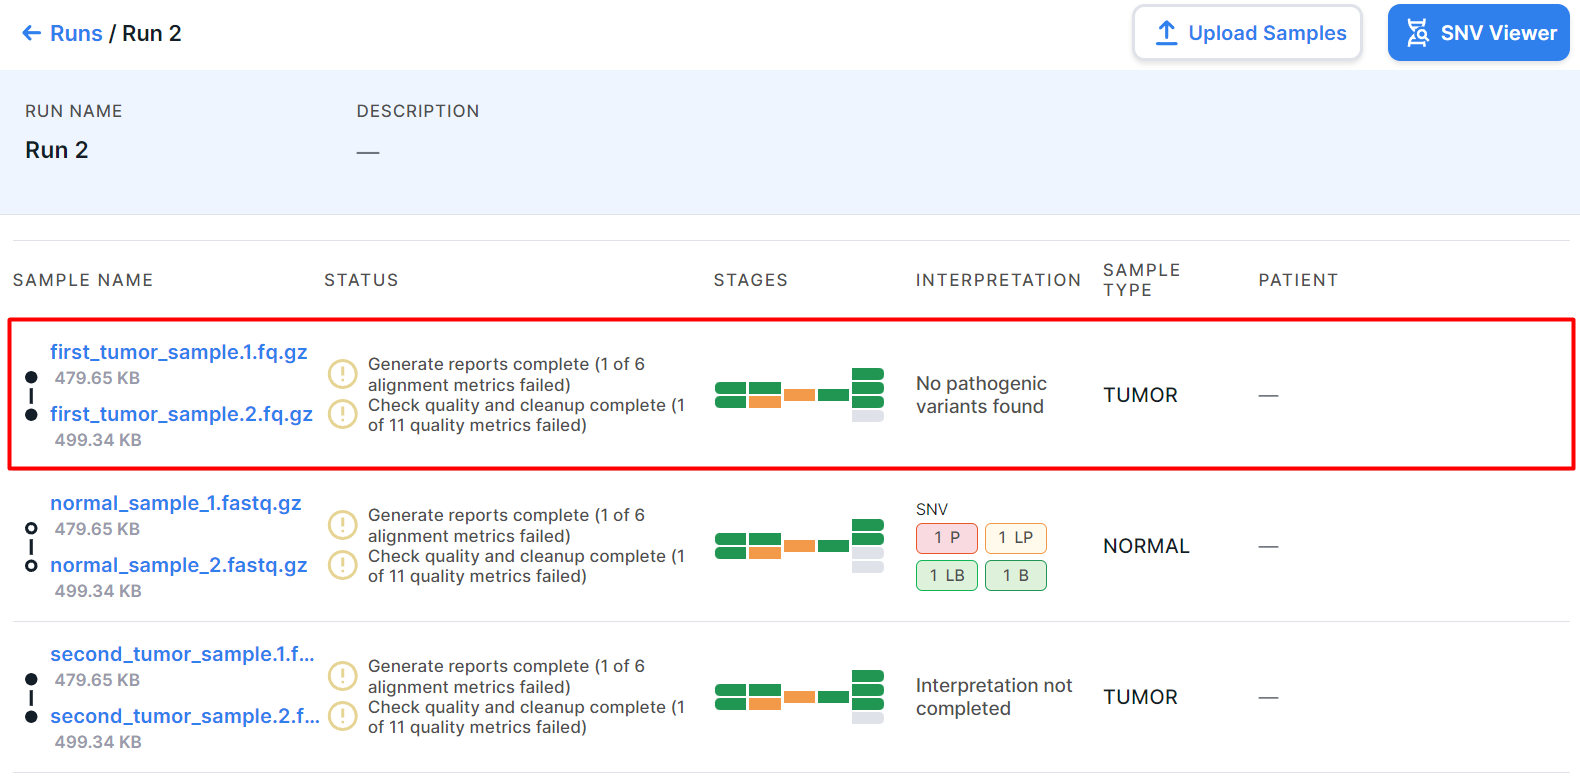 Runs / Run 2
Upload Samples
SNV Viewer
RUN NAME
DESCRIPTION
Run 2
—
SAMPLE NAME
STATUS
STAGES
INTERPRETATION
SAMPLE
TYPE
PATIENT
first_tumor_sample.1.fq.gz
479.65 KB
first_tumor_sample.2.fq.gz
499.34 KB
Generate reports complete (1 of 6
alignment metrics failed)
Check quality and cleanup complete (1
of 11 quality metrics failed)
No pathogenic
variants found
TUMOR
—
normal_sample_1.fastq.gz
479.65 KB
normal_sample_2.fastq.gz
499.34 KB
Generate reports complete (1 of 6
alignment metrics failed)
Check quality and cleanup complete (1
of 11 quality metrics failed)
SNV
1 P
1 LP
1 LB
1 B
NORMAL
—
second_tumor_sample.1.f...
479.65 KB
second_tumor_sample.2.f...
499.34 KB
Generate reports complete (1 of 6
alignment metrics failed)
Check quality and cleanup complete (1
of 11 quality metrics failed)
Interpretation not
completed
TUMOR
—